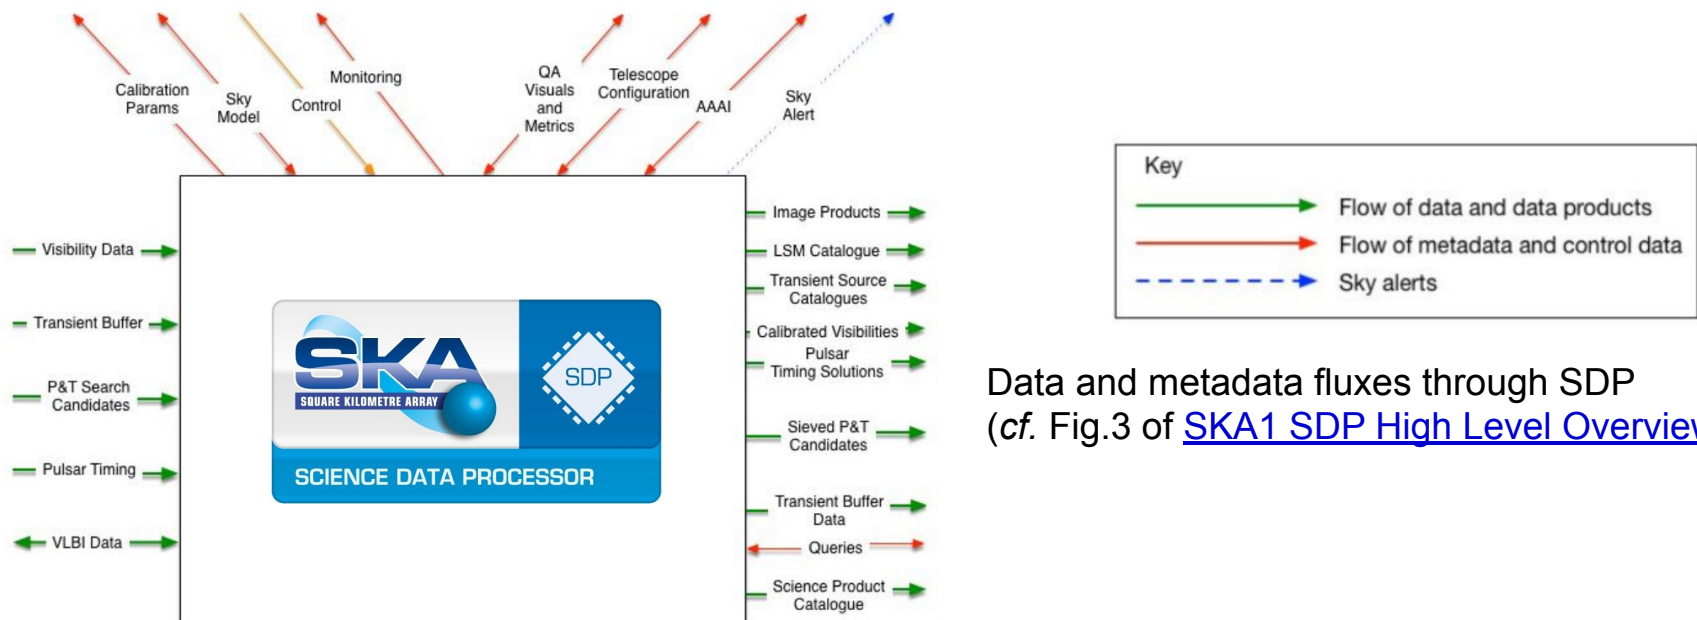 Calibration
Params
Sky
Model
Control
Monitoring
QA
Visuals
and
Metrics
Telescope
Configuration
AAAI
Sky
Alert
Visibility Data
Transient Buffer
P&T Search
Candidates
Pulsar Timing
VLBI Data
SKA
SQUARE KILOMETRE ARRAY
SDP
SCIENCE DATA PROCESSOR
Image Products
LSM Catalogue
Transient Source
Catalogues
Calibrated Visibilities
Pulsar
Timing Solutions
Sieved P&T
Candidates
Transient Buffer
Data
Queries
Science Product
Catalogue
Key
Flow of data and data products
Flow of metadata and control data
Sky alerts
Data and metadata fluxes through SDP
(cf. Fig.3 of SKA1 SDP High Level Overview